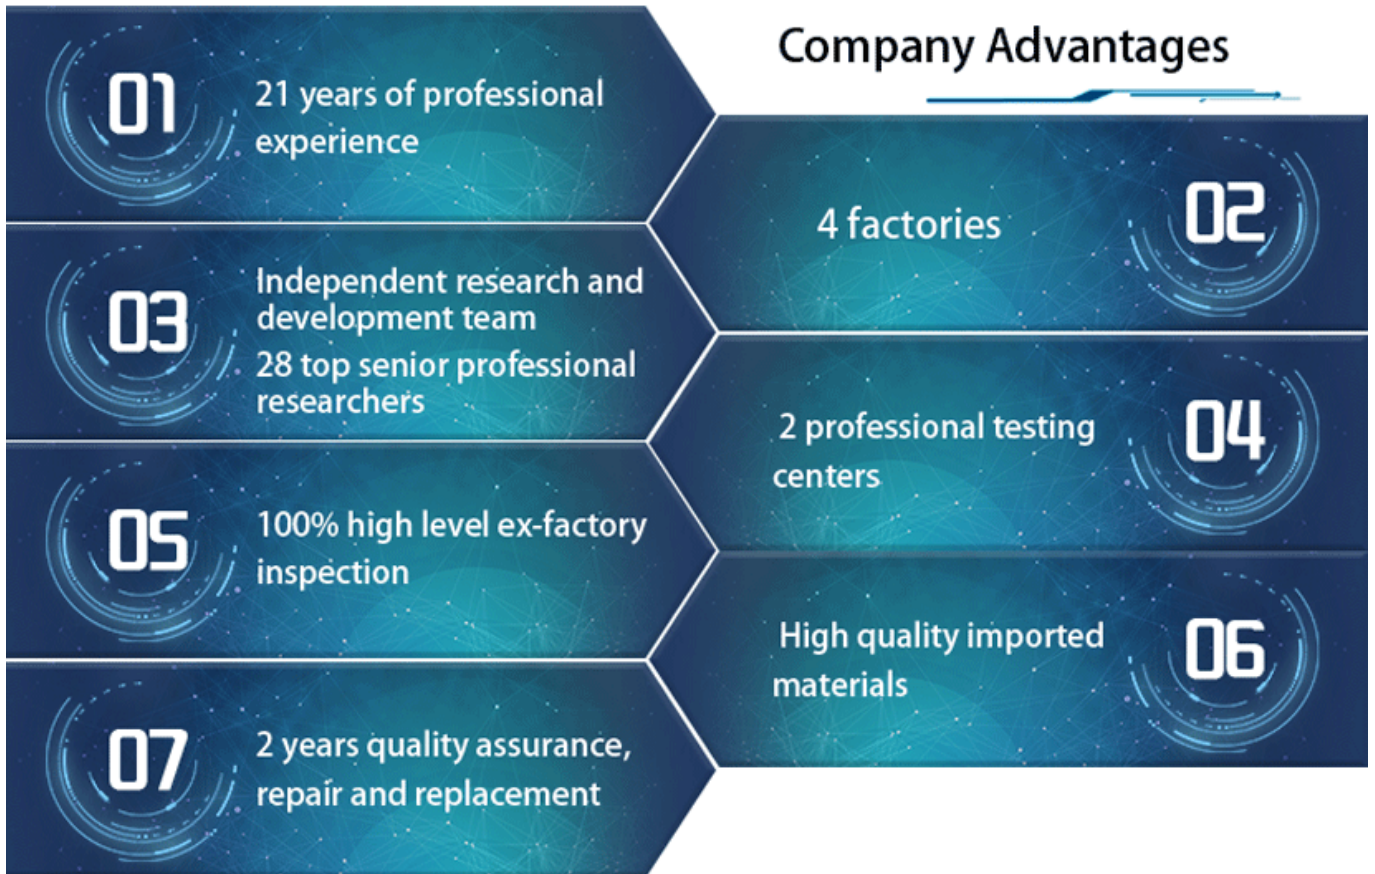 Company Advantages
01
21 years of professional
experience
02
4 factories
03
Independent research and
development team
28 top senior professional
researchers
04
2 professional testing
centers
05
100% high level ex-factory
inspection
06
High quality imported
materials
07
2 years quality assurance,
repair and replacement